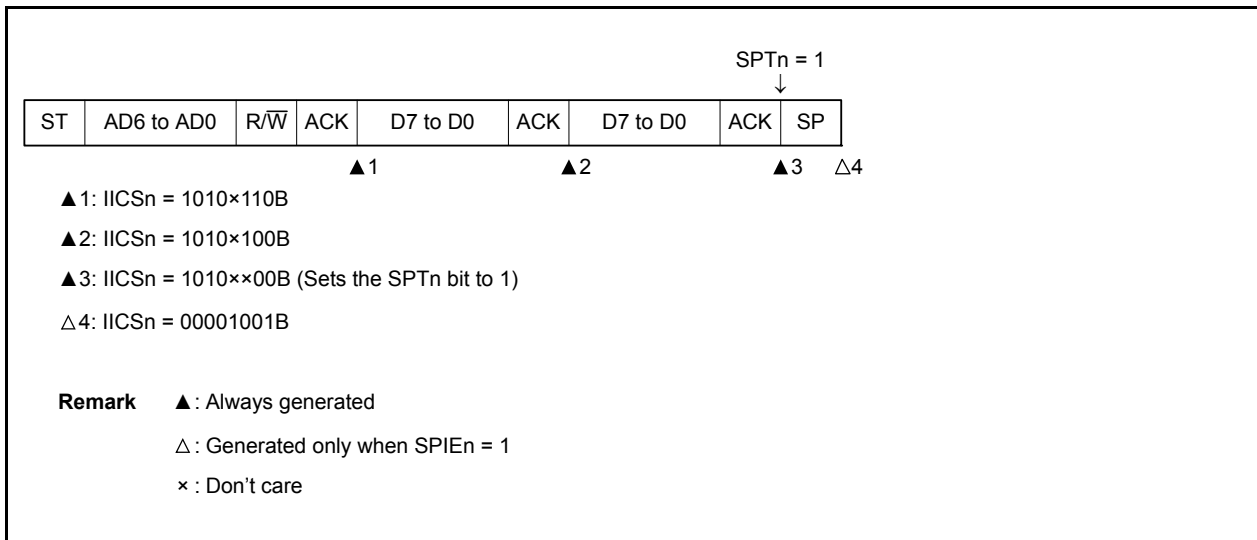 SPTn = 1
↓
ST AD6 to AD0 R/W̅ ACK D7 to D0 ACK D7 to D0 ACK SP
▲1 ▲2 ▲3 △4
▲1: IICSn = 1010×110B
▲2: IICSn = 1010×100B
▲3: IICSn = 1010××00B (Sets the SPTn bit to 1)
△4: IICSn = 00001001B
Remark ▲: Always generated
△: Generated only when SPIEn = 1
×: Don't care